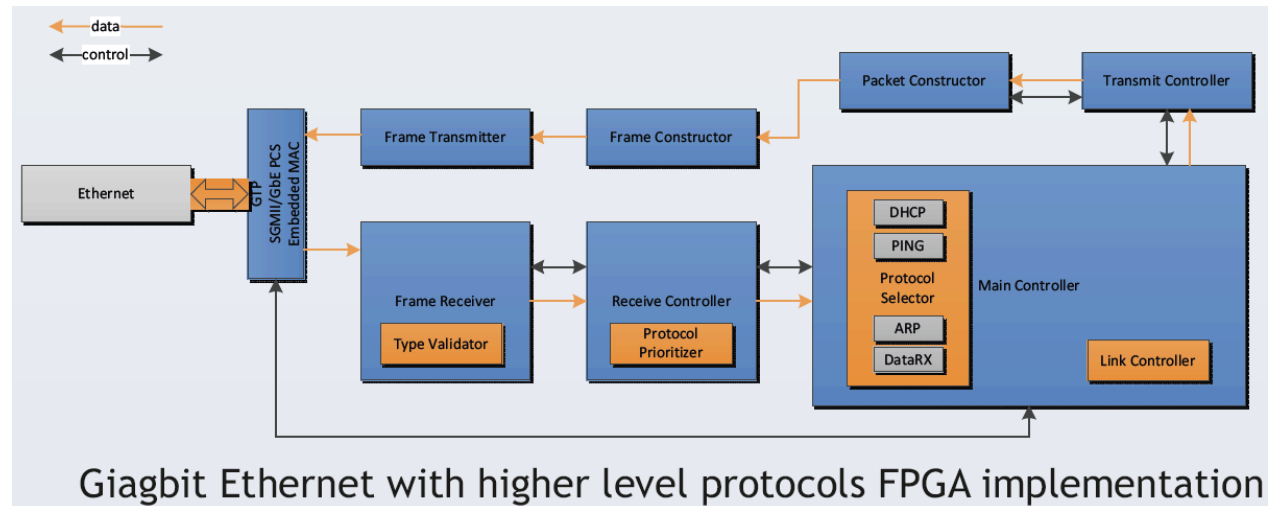 data
control
Packet Constructor
Transmit Controller
Frame Transmitter
Frame Constructor
Ethernet
GTP
SGMII/GbE PCS
Embedded MAC
Frame Receiver
Type Validator
Receive Controller
Protocol
Prioritizer
DHCP
PING
Protocol
Selector
ARP
DataRX
Main Controller
Link Controller
Giagbit Ethernet with higher level protocols FPGA implementation